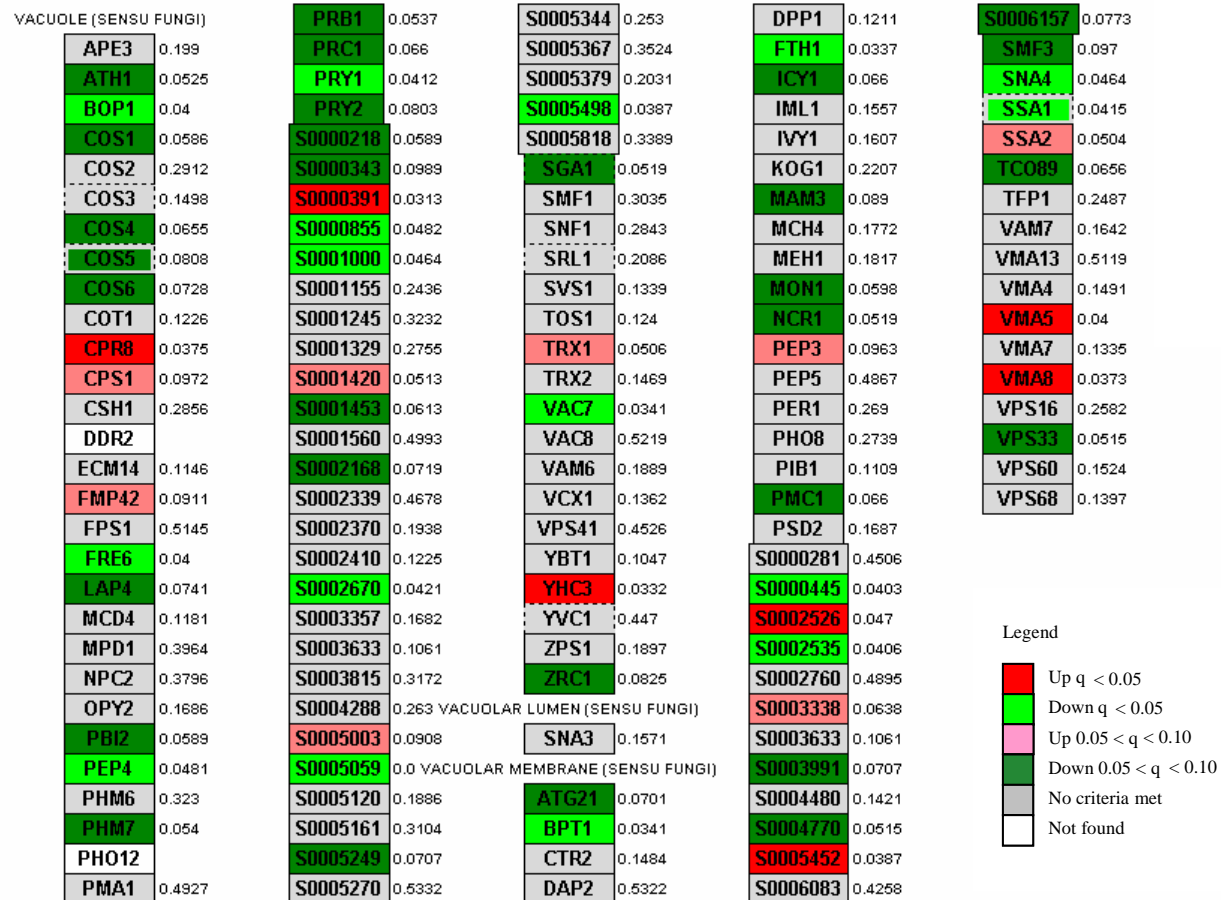 VACUOLE (SENSU FUNGI)
APE3 0.199
ATH1 0.0525
BOP1 0.04
COS1 0.0586
COS2 0.2912
COS3 0.1498
COS4 0.0655
COS5 0.0808
COS6 0.0728
COT1 0.1226
CPR8 0.0375
CPS1 0.0972
CSH1 0.2856
DDR2
ECM14 0.1146
FMP42 0.0911
FPS1 0.5145
FRE6 0.04
LAP4 0.0741
MCD4 0.1181
MPD1 0.3964
NPC2 0.3796
OPY2 0.1686
PBI2 0.0589
PEP4 0.0481
PHM6 0.323
PHM7 0.054
PHO12
PMA1 0.4927
PRB1 0.0537
PRC1 0.066
PRY1 0.0412
PRY2 0.0803
S0000218 0.0589
S0000343 0.0989
S0000391 0.0313
S0000855 0.0482
S0001000 0.0464
S0001155 0.2436
S0001245 0.3232
S0001329 0.2755
S0001420 0.0513
S0001453 0.0613
S0001560 0.4993
S0002168 0.0719
S0002339 0.4678
S0002370 0.1938
S0002410 0.1225
S0002670 0.0421
S0003357 0.1682
S0003633 0.1061
S0003815 0.3172
S0004288 0.263
S0005003 0.0908
S0005059 0.0
S0005120 0.1886
S0005161 0.3104
S0005249 0.0707
S0005270 0.5332
S0005344 0.253
S0005367 0.3524
S0005379 0.2031
S0005498 0.0387
S0005818 0.3389
SGA1 0.0519
SMF1 0.3035
SNF1 0.2843
SRL1 0.2086
SVS1 0.1339
TOS1 0.124
TRX1 0.0506
TRX2 0.1469
VAC7 0.0341
VAC8 0.5219
VAM6 0.1889
VCX1 0.1362
VPS41 0.4526
YBT1 0.1047
YHC3 0.0332
YVC1 0.447
ZPS1 0.1897
ZRC1 0.0825
VACUOLAR LUMEN (SENSU FUNGI)
SNA3 0.1571
VACUOLAR MEMBRANE (SENSU FUNGI)
ATG21 0.0701
BPT1 0.0341
CTR2 0.1484
DAP2 0.5322
DPP1 0.1211
FTH1 0.0337
ICY1 0.066
IML1 0.1557
IVY1 0.1607
KOG1 0.2207
MAM3 0.089
MCH4 0.1772
MEH1 0.1817
MON1 0.0598
NCR1 0.0519
PEP3 0.0963
PEP5 0.4867
PER1 0.269
PHO8 0.2739
PIB1 0.1109
PMC1 0.066
PSD2 0.1687
S0000281 0.4506
S0000445 0.0403
S0002526 0.047
S0002535 0.0406
S0002760 0.4895
S0003338 0.0638
S0003633 0.1061
S0003991 0.0707
S0004480 0.1421
S0004770 0.0515
S0005452 0.0387
S0006083 0.4258
S0006157 0.0773
SMF3 0.097
SNA4 0.0464
SSA1 0.0415
SSA2 0.0504
TCO89 0.0656
TFP1 0.2487
VAM7 0.1642
VMA13 0.5119
VMA4 0.1491
VMA5 0.04
VMA7 0.1335
VMA8 0.0373
VPS16 0.2582
VPS33 0.0515
VPS60 0.1524
VPS68 0.1397
Legend
Up q < 0.05
Down q < 0.05
Up 0.05 < q < 0.10
Down 0.05 < q < 0.10
No criteria met
Not found